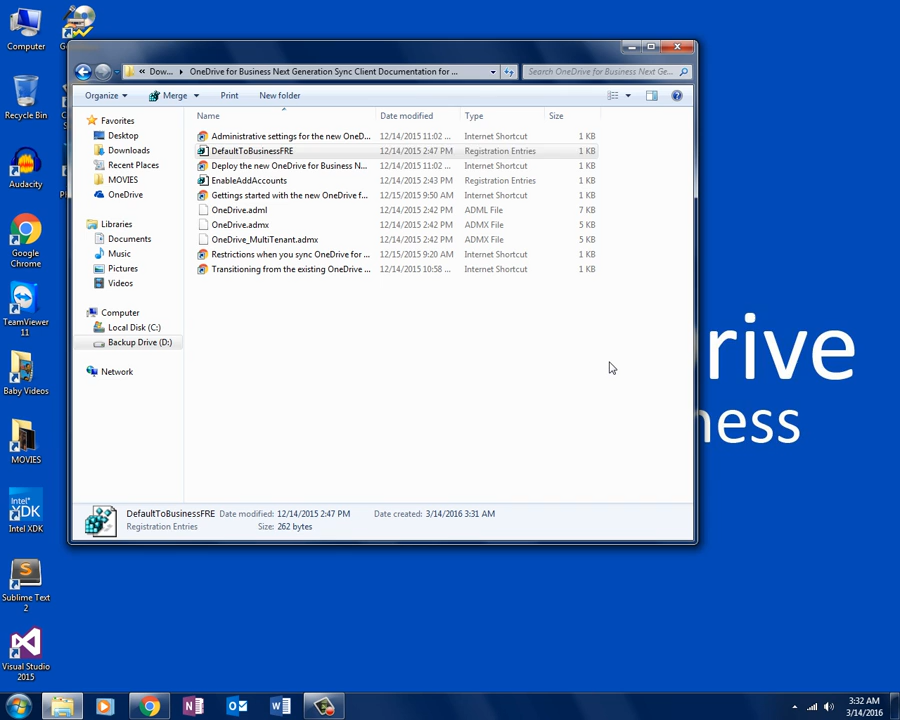 Computer
Recycle Bin
Audacity
Google Chrome
TeamViewer 11
Baby Videos
MOVIES
Intel XDK
Sublime Text 2
Visual Studio 2015
Dow...
OneDrive for Business Next Generation Sync Client Documentation for ...
Search OneDrive for Business Next Ge...
Organize
Merge
Print
New folder
Favorites
Desktop
Downloads
Recent Places
MOVIES
OneDrive
Libraries
Documents
Music
Pictures
Videos
Computer
Local Disk (C:)
Backup Drive (D:)
Network
Name Date modified Type Size
Administrative settings for the new OneD... 12/14/2015 11:02 ... Internet Shortcut 1 KB
DefaultToBusinessFRE 12/14/2015 2:47 PM Registration Entries 1 KB
Deploy the new OneDrive for Business N... 12/14/2015 11:02 ... Internet Shortcut 1 KB
EnableAddAccounts 12/14/2015 2:43 PM Registration Entries 1 KB
Gettings started with the new OneDrive f... 12/15/2015 9:50 AM Internet Shortcut 1 KB
OneDrive.adml 12/14/2015 2:42 PM ADML File 7 KB
OneDrive.admx 12/14/2015 2:42 PM ADMX File 5 KB
OneDrive_MultiTenant.admx 12/14/2015 2:42 PM ADMX File 5 KB
Restrictions when you sync OneDrive for ... 12/15/2015 9:20 AM Internet Shortcut 1 KB
Transitioning from the existing OneDrive ... 12/14/2015 10:58 ... Internet Shortcut 1 KB
DefaultToBusinessFRE Date modified: 12/14/2015 2:47 PM Date created: 3/14/2016 3:31 AM
Registration Entries Size: 262 bytes
rive
ness
3:32 AM
3/14/2016